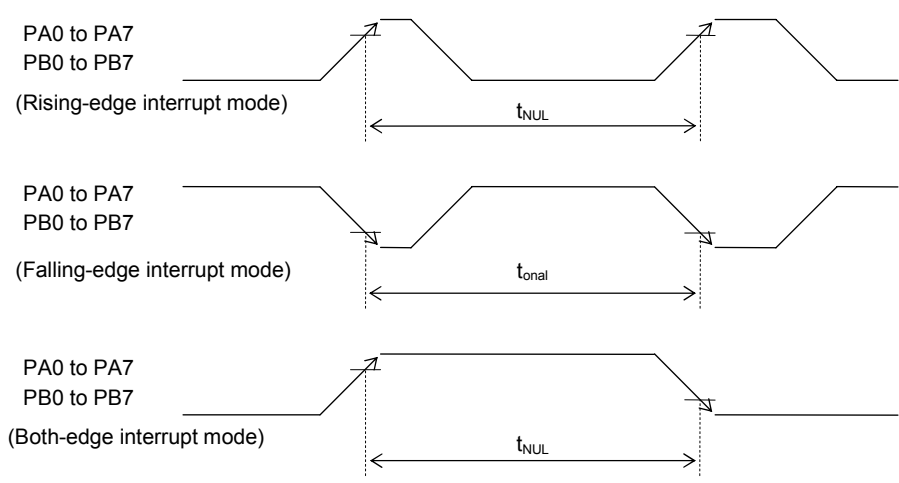 PA0 to PA7
PB0 to PB7
(Rising-edge interrupt mode)
tNUL
PA0 to PA7
PB0 to PB7
(Falling-edge interrupt mode)
tonal
PA0 to PA7
PB0 to PB7
(Both-edge interrupt mode)
tNUL